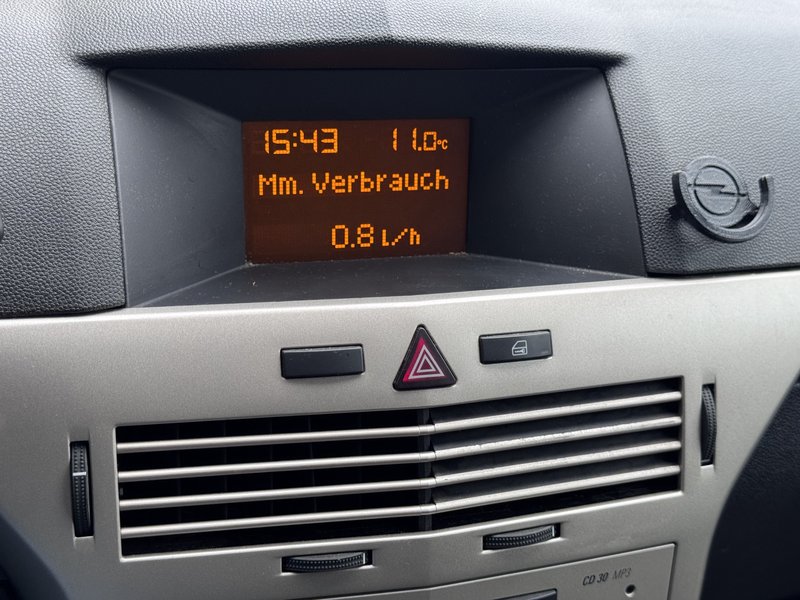 15:43 11.0°C
Mm. Verbrauch
0.8 L/h
CD 30 MP3